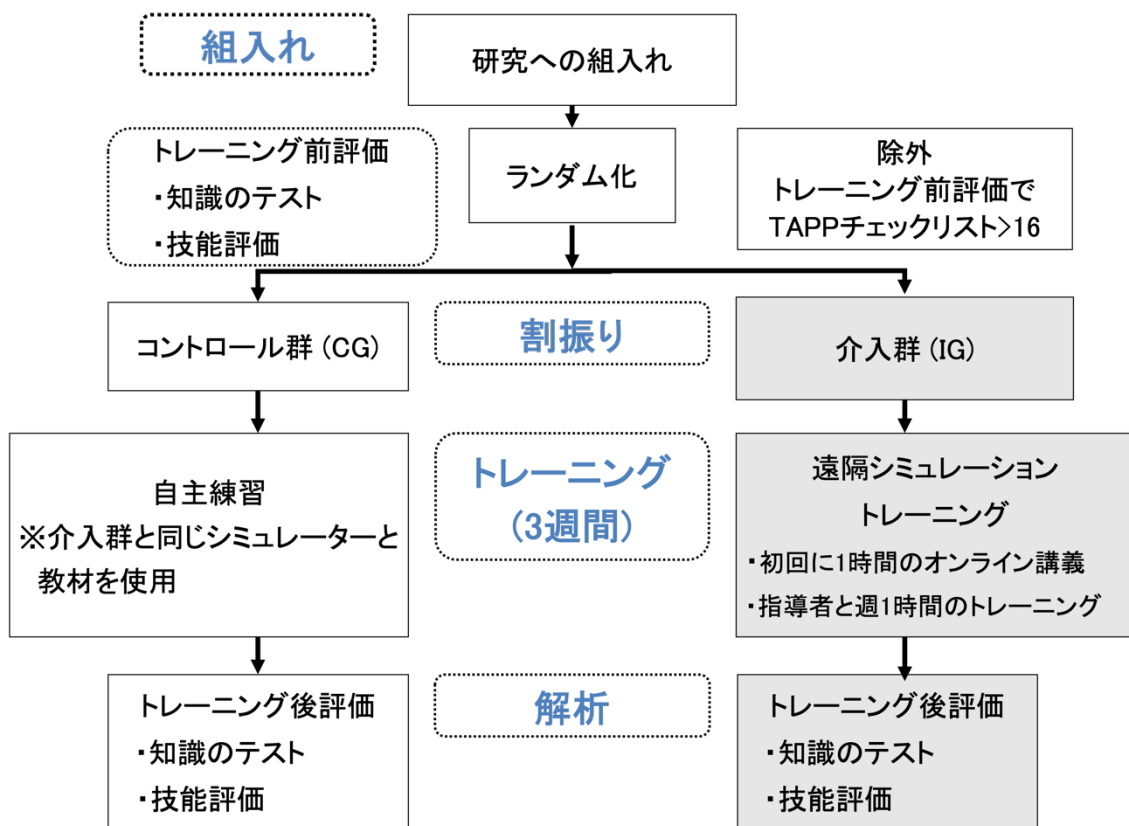 組入れ
研究への組入れ
トレーニング前評価
・知識のテスト
・技能評価
ランダム化
除外
トレーニング前評価で
TAPPチェックリスト>16
コントロール群 (CG)
割振り
介入群 (IG)
自主練習
※介入群と同じシミュレーターと
教材を使用
トレーニング
(3週間)
遠隔シミュレーション
トレーニング
・初回に1時間のオンライン講義
・指導者と週1時間のトレーニング
トレーニング後評価
・知識のテスト
・技能評価
解析
トレーニング後評価
・知識のテスト
・技能評価